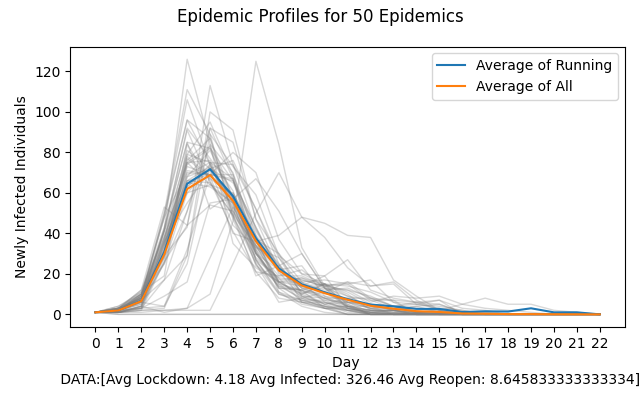 Epidemic Profiles for 50 Epidemics
Newly Infected Individuals
120
100
80
60
40
20
0
Average of Running
Average of All
0 1 2 3 4 5 6 7 8 9 10 11 12 13 14 15 16 17 18 19 20 21 22
Day
DATA:[Avg Lockdown: 4.18 Avg Infected: 326.46 Avg Reopen: 8.645833333333334]